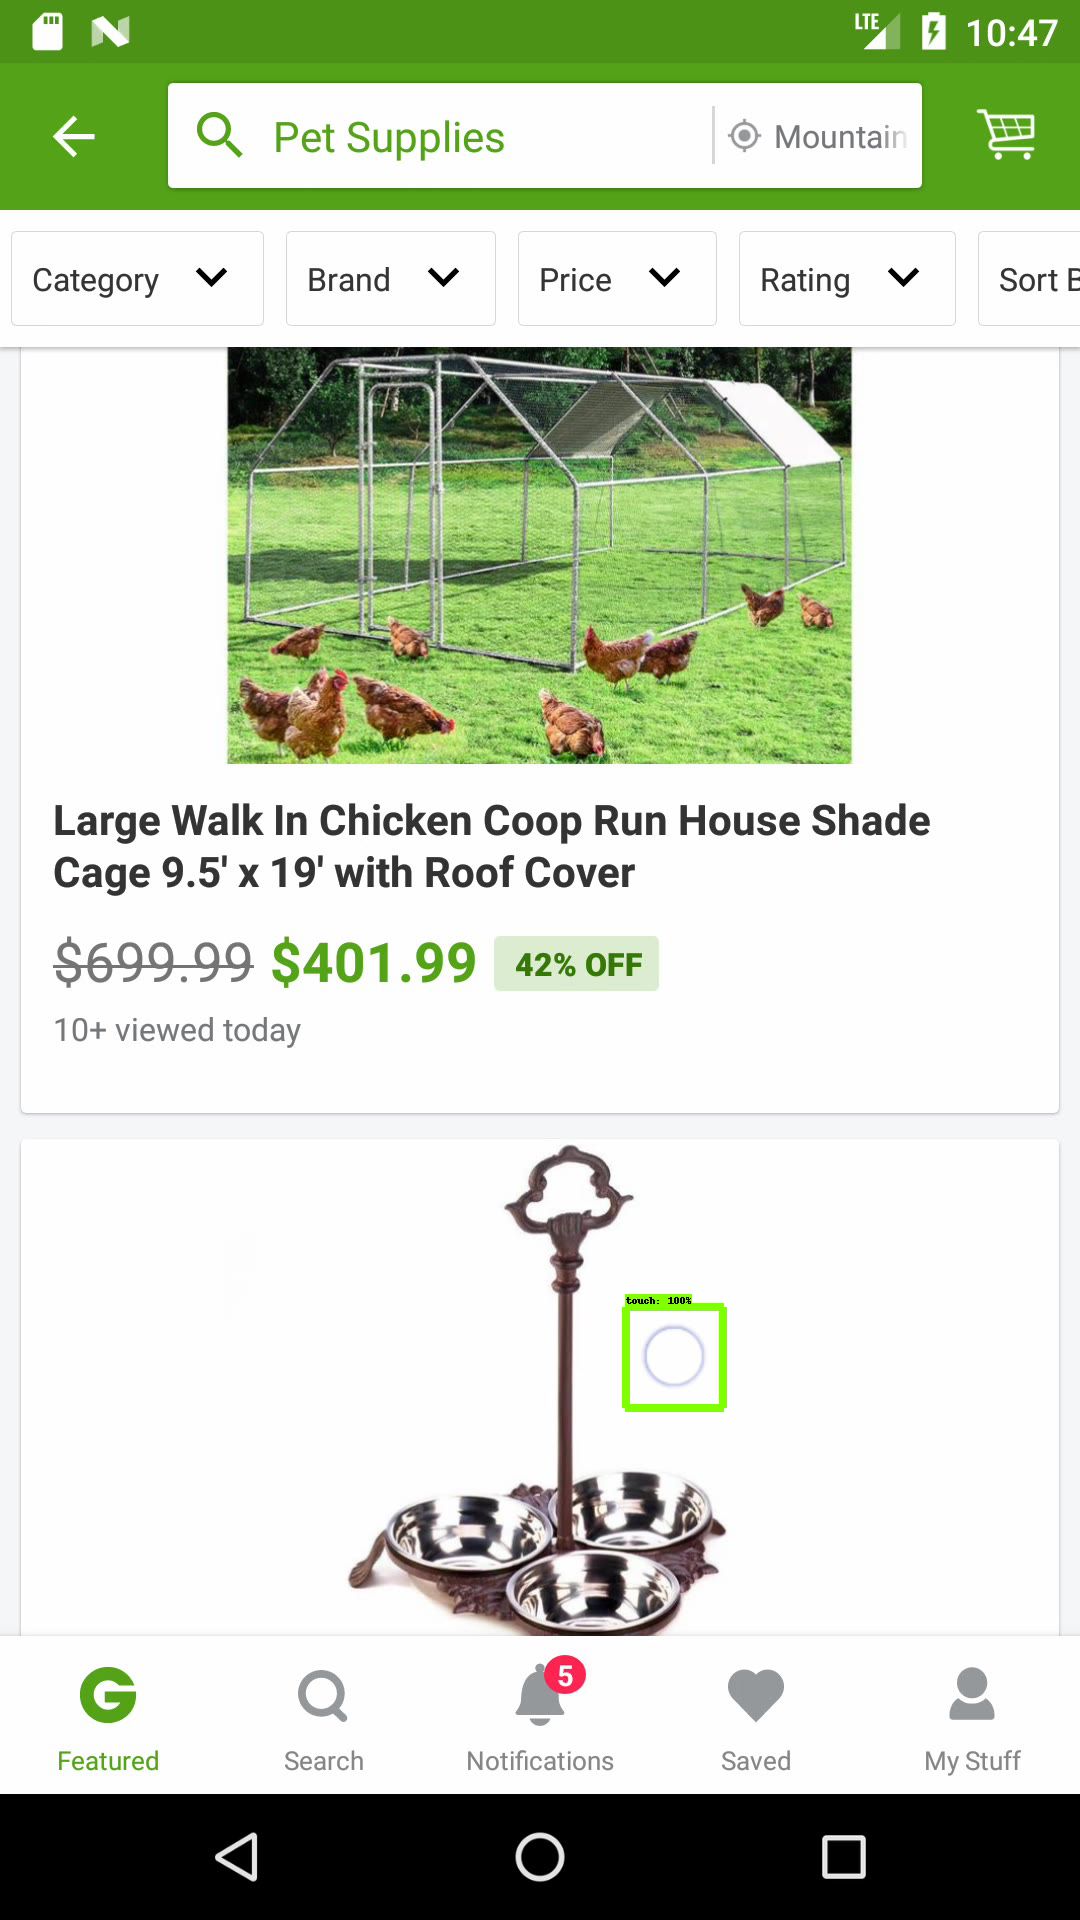 LTE 10:47
Pet Supplies
Mountain
Category
Brand
Price
Rating
Sort B
Large Walk In Chicken Coop Run House Shade
Cage 9.5' x 19' with Roof Cover
$699.99 $401.99 42% OFF
10+ viewed today
touch: 100%
5
Featured
Search
Notifications
Saved
My Stuff